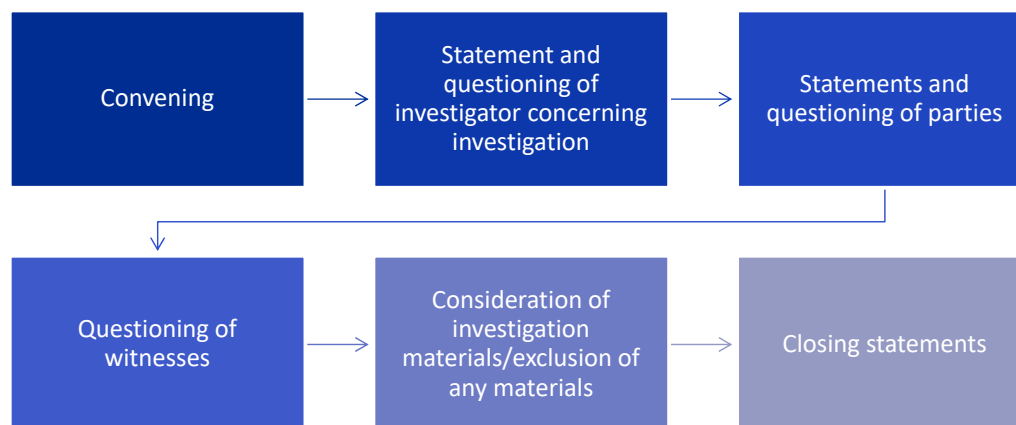 Convening
Statement and
questioning of
investigator concerning
investigation
Statements and
questioning of parties
Questioning of
witnesses
Consideration of
investigation
materials/exclusion of
any materials
Closing statements